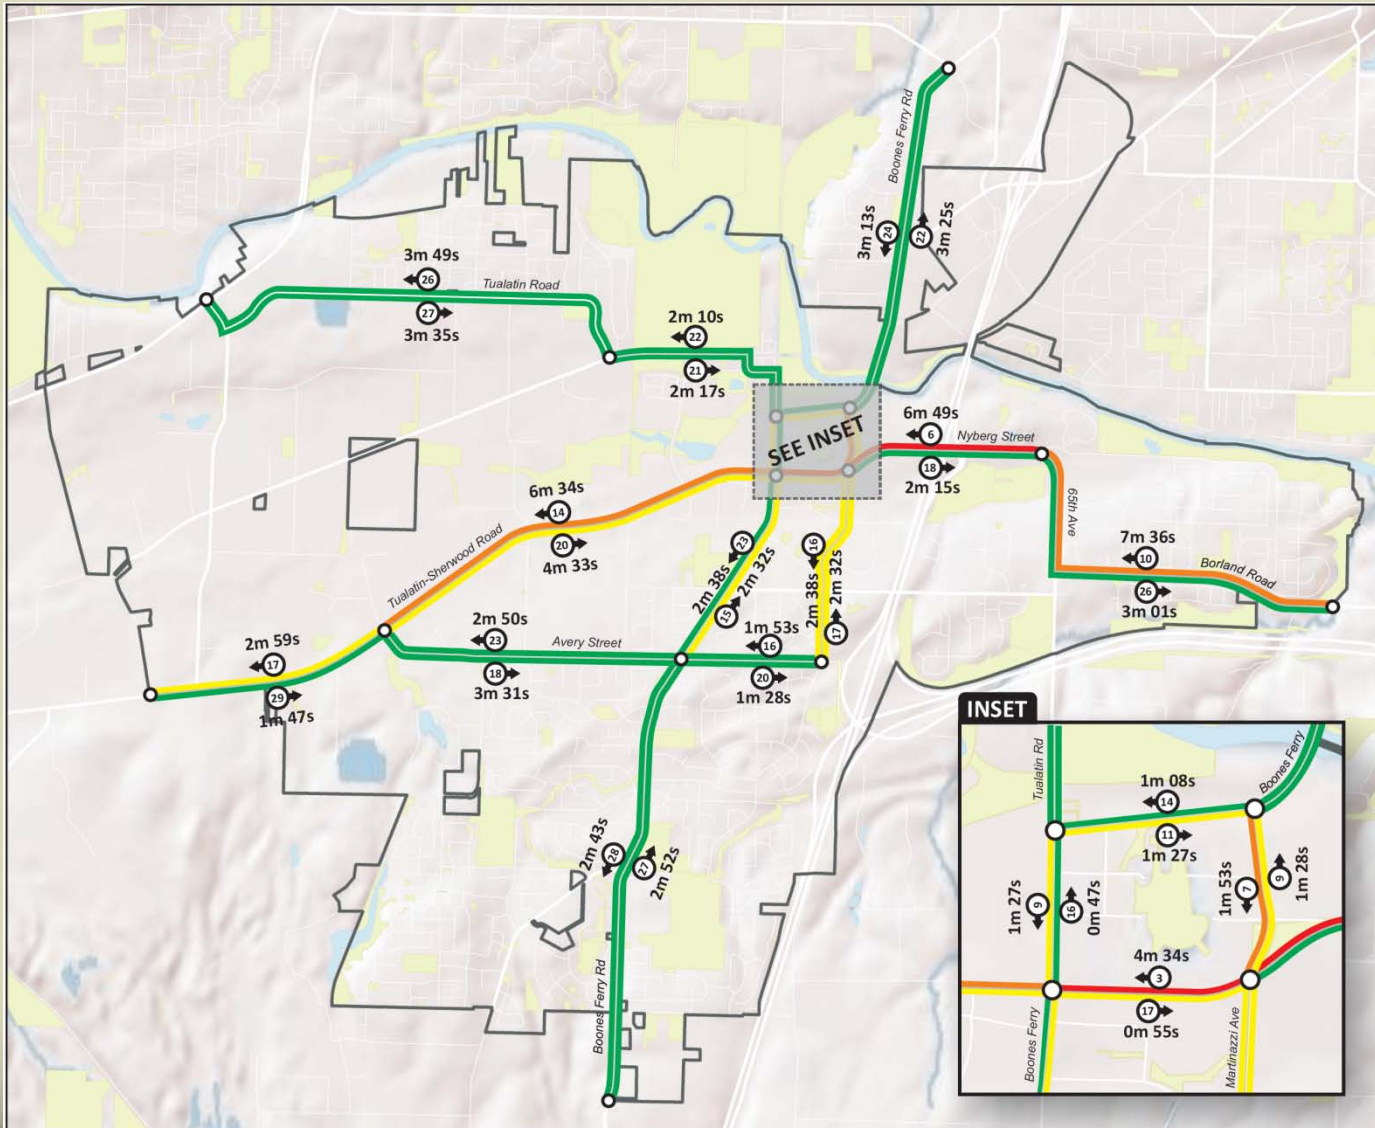 Boones Ferry Rd
24
3m 13s
22
3m 25s
3m 49s
26
Tualatin Road
27
3m 35s
2m 10s
22
21
2m 17s
SEE INSET
6m 49s
6
Nyberg Street
18
2m 15s
65th Ave
7m 36s
10
Borland Road
26
3m 01s
6m 34s
14
20
4m 33s
Tualatin-Sherwood Road
23
2m 38s
15
2m 32s
16
2m 38s
17
2m 32s
2m 50s
23
Avery Street
18
3m 31s
1m 53s
16
20
1m 28s
2m 59s
17
29
1m 47s
2m 43s
28
27
2m 52s
Boones Ferry Rd
INSET
Tualatin Rd
Boones Ferry
1m 08s
14
11
1m 27s
1m 27s
9
16
0m 47s
1m 53s
7
9
1m 28s
4m 34s
3
17
0m 55s
Boones Ferry
Martinazzi Ave